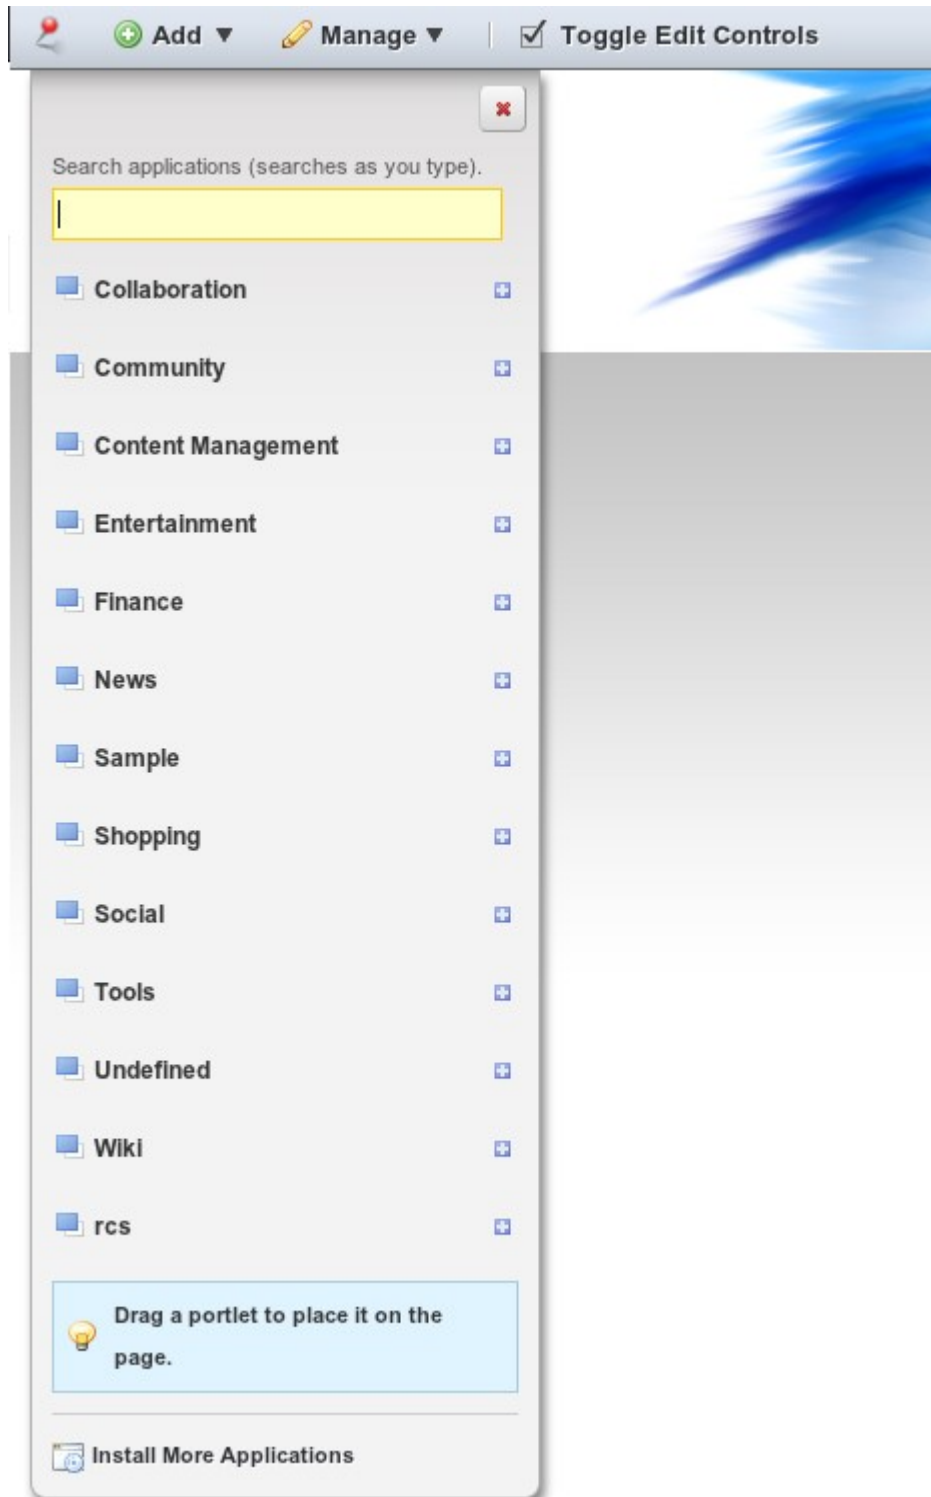 Add ▼ Manage ▼ Toggle Edit Controls
Search applications (searches as you type).
Collaboration
Community
Content Management
Entertainment
Finance
News
Sample
Shopping
Social
Tools
Undefined
Wiki
rcs
Drag a portlet to place it on the
page.
Install More Applications